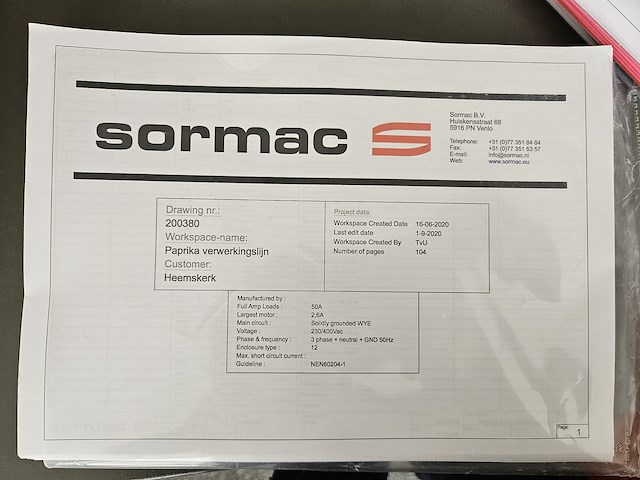 sormac
Sormac B.V.
Huiskensstraat 68
5916 PN Venlo
Telephone: +31 (0)77 351 84 84
Fax: +31 (0)77 351 53 57
E-mail: info@sormac.nl
Web: www.sormac.eu
Drawing nr.:
200380
Workspace-name:
Paprika verwerkingslijn
Customer:
Heemskerk
Project data:
Workspace Created Date 16-06-2020
Last edit date 1-9-2020
Workspace Created By TvU
Number of pages 104
Manufactured by :
Full Amp Loads : 50A
Largest motor : 2,6A
Main circuit : Solidly grounded WYE
Voltage : 230/400Vac
Phase & frequency : 3 phase + neutral + GND 50Hz
Enclosure type : 12
Max. short circuit current :
Guideline : NEN60204-1
Page: 1